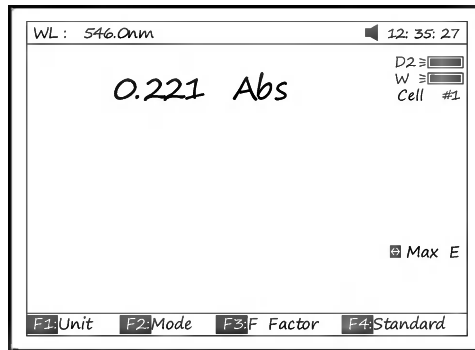 WL: 546.0nm 12:35:27
D2
W
0.221 Abs
Cell #1
Max E
F1:Unit F2:Mode F3:F Factor F4:Standard